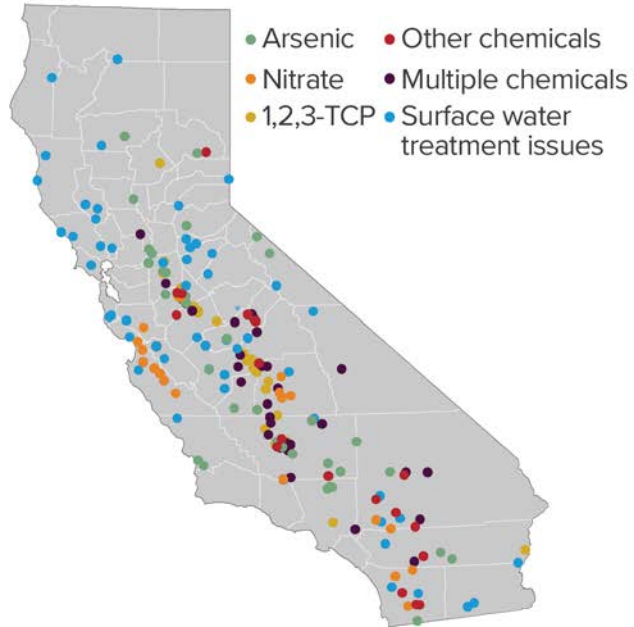 Arsenic
Other chemicals
Nitrate
Multiple chemicals
1,2,3-TCP
Surface water
treatment issues